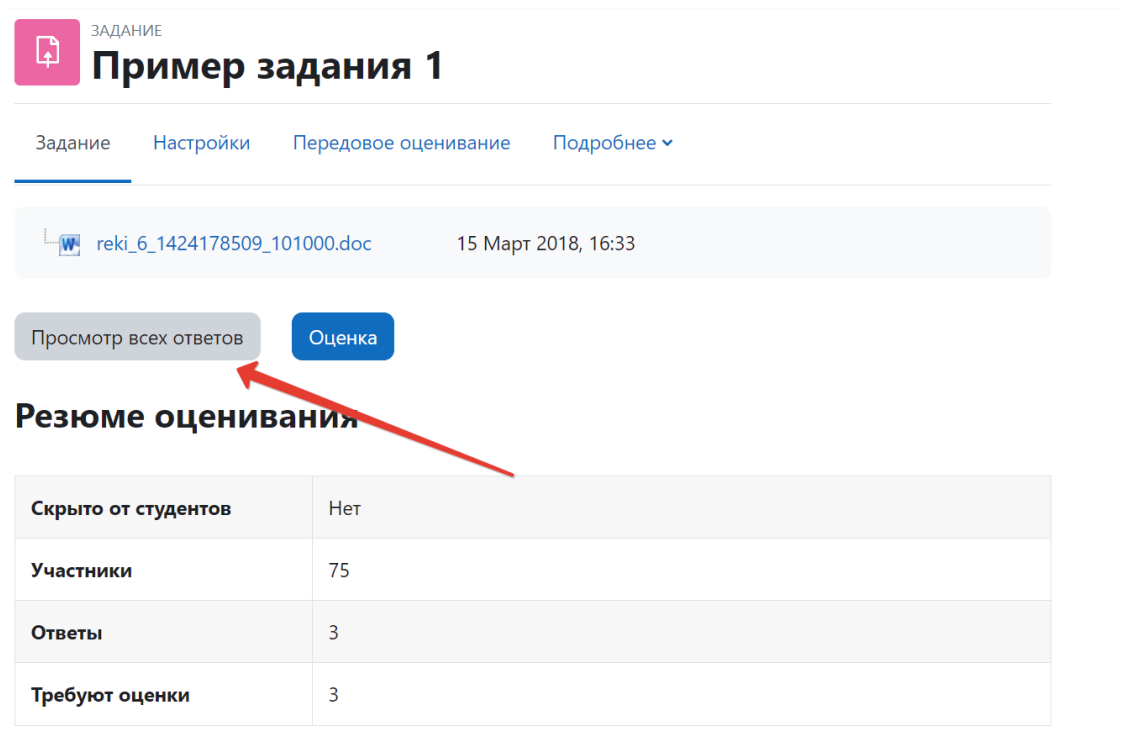 ЗАДАНИЕ
Пример задания 1
Задание Настройки Передовое оценивание Подробнее
reki_6_1424178509_101000.doc 15 Март 2018, 16:33
Просмотр всех ответов Оценка
Резюме оценивания
Скрыто от студентов Нет
Участники 75
Ответы 3
Требуют оценки 3